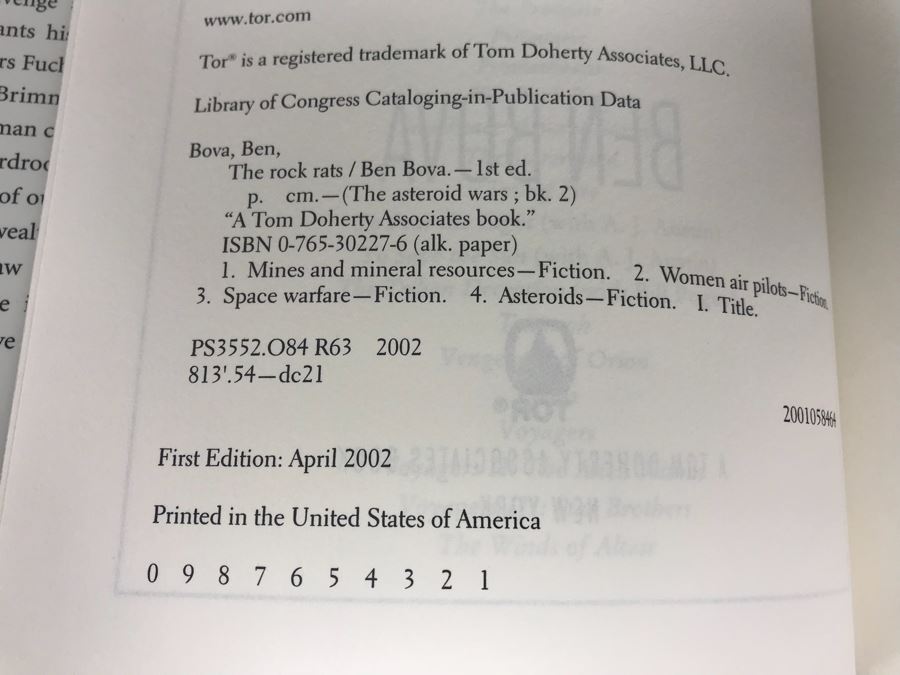 www.tor.com
Tor® is a registered trademark of Tom Doherty Associates, LLC.
Library of Congress Cataloging-in-Publication Data
Bova, Ben,
The rock rats / Ben Bova.—1st ed.
p. cm.—(The asteroid wars ; bk. 2)
“A Tom Doherty Associates book.”
ISBN 0-765-30227-6 (alk. paper)
1. Mines and mineral resources—Fiction. 2. Women air pilots—Fiction.
3. Space warfare—Fiction. 4. Asteroids—Fiction. I. Title.
PS3552.O84 R63 2002
813'.54—dc21
2001058464
First Edition: April 2002
Printed in the United States of America
0 9 8 7 6 5 4 3 2 1